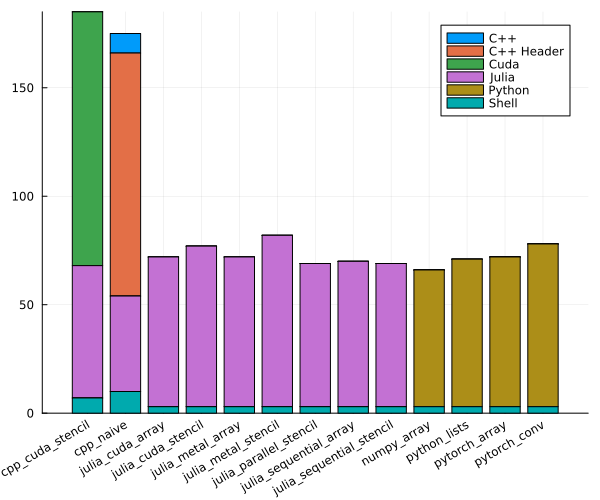 150
100
50
0
C++
C++ Header
Cuda
Julia
Python
Shell
cpp_cuda_stencil
cpp_naive
julia_cuda_array
julia_cuda_stencil
julia_metal_array
julia_metal_stencil
julia_parallel_stencil
julia_sequential_array
julia_sequential_stencil
numpy_array
python_lists
pytorch_array
pytorch_conv